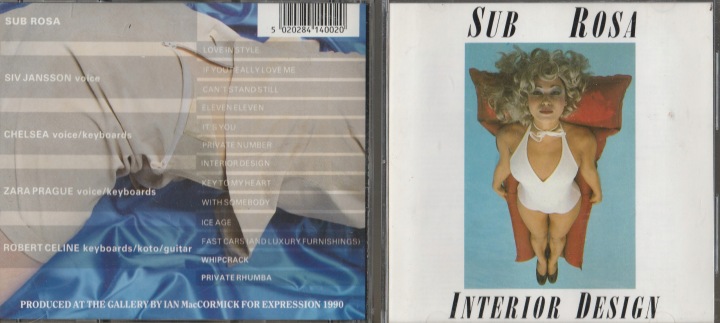 SUB ROSA
5 020284 140020
SIV JANSSON voice
CHELSEA voice/keyboards
ZARA PRAGUE voice/keyboards
ROBERT CELINE keyboards/koto/guitar
LOVE IN STYLE
IF YOU REALLY LOVE ME
CAN'T STAND STILL
ELEVEN ELEVEN
IT'S YOU
PRIVATE NUMBER
INTERIOR DESIGN
KEY TO MY HEART
WITH SOMEBODY
ICE AGE
FAST CARS (AND LUXURY FURNISHINGS)
WHIPCRACK
PRIVATE RHUMBA
PRODUCED AT THE GALLERY BY IAN MacCORMICK FOR EXPRESSION 1990
SUB ROSA
INTERIOR DESIGN